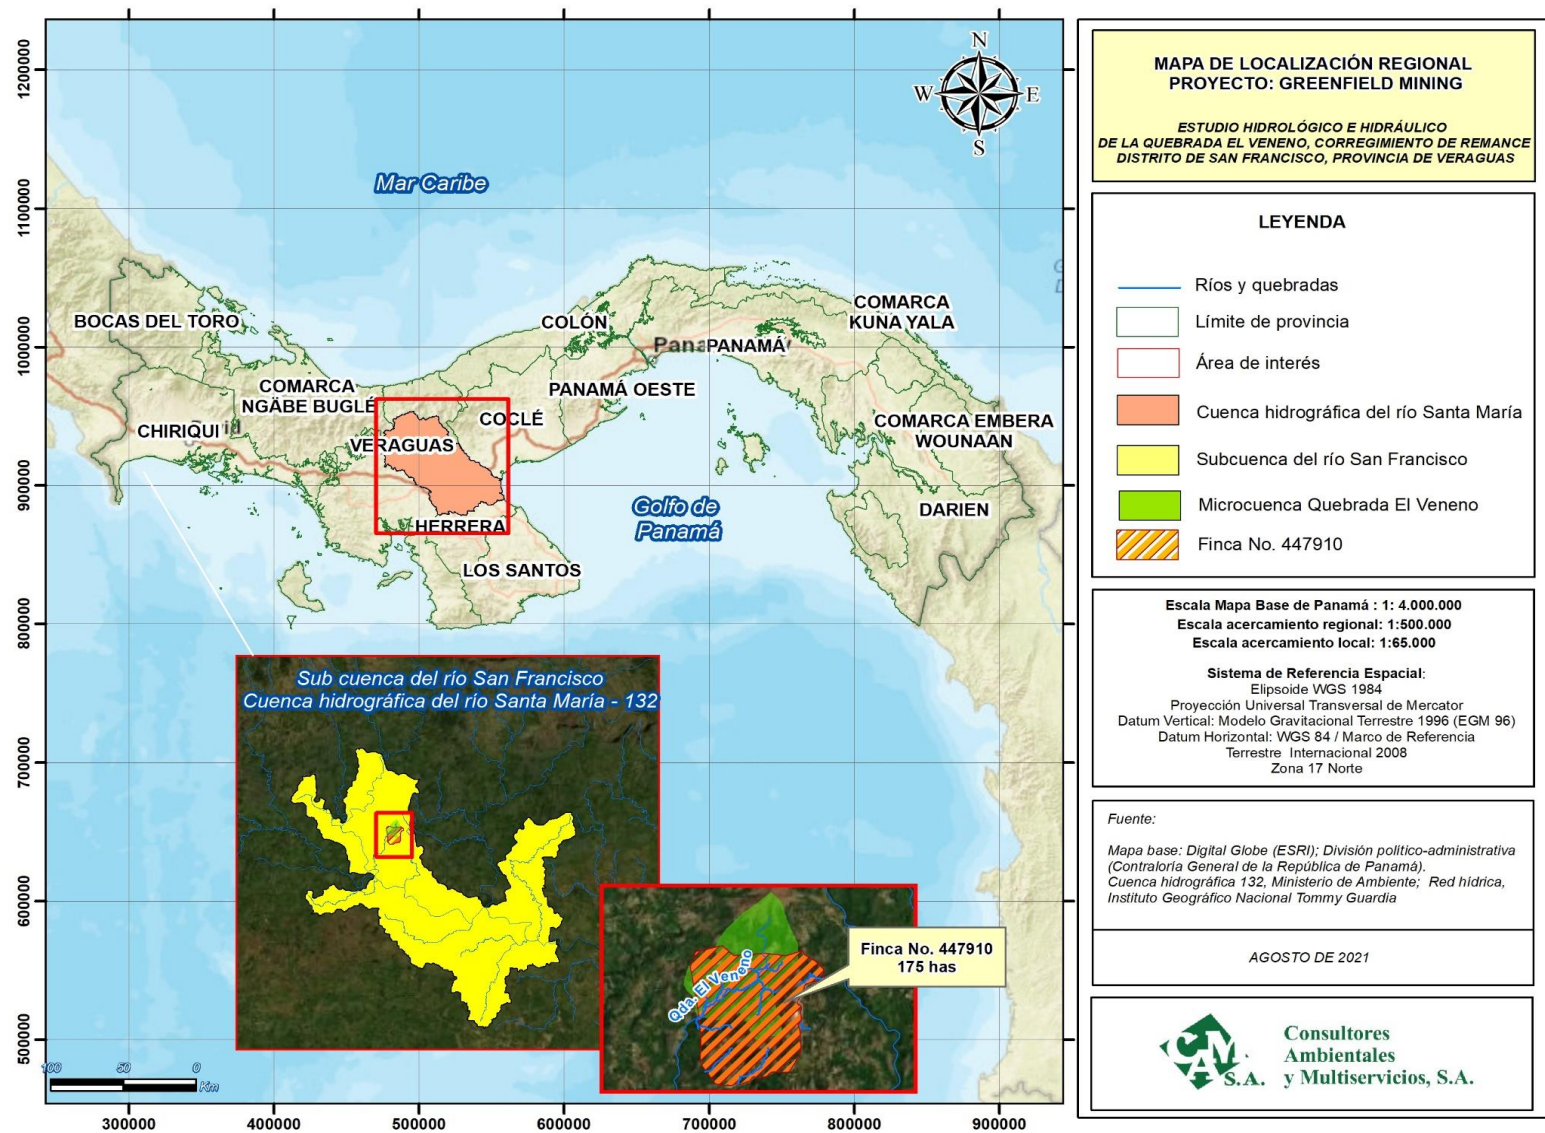 MAPA DE LOCALIZACIÓN REGIONAL
PROYECTO: GREENFIELD MINING
ESTUDIO HIDROLÓGICO E HIDRÁULICO
DE LA QUEBRADA EL VENENO, CORREGIMIENTO DE REMANCE
DISTRITO DE SAN FRANCISCO, PROVINCIA DE VERAGUAS
LEYENDA
Ríos y quebradas
Límite de provincia
Área de interés
Cuenca hidrográfica del río Santa María
Subcuenca del río San Francisco
Microcuenca Quebrada El Veneno
Finca No. 447910
Escala Mapa Base de Panamá : 1: 4.000.000
Escala acercamiento regional: 1:500.000
Escala acercamiento local: 1:65.000
Sistema de Referencia Espacial:
Elipsoide WGS 1984
Proyección Universal Transversal de Mercator
Datum Vertical: Modelo Gravitacional Terrestre 1996 (EGM 96)
Datum Horizontal: WGS 84 / Marco de Referencia
Terrestre Internacional 2008
Zona 17 Norte
Fuente:
Mapa base: Digital Globe (ESRI); División politico-administrativa
(Contraloría General de la República de Panamá).
Cuenca hidrográfica 132, Ministerio de Ambiente; Red hídrica,
Instituto Geográfico Nacional Tommy Guardia
AGOSTO DE 2021
CAM S.A.
Consultores
Ambientales
y Multiservicios, S.A.
N
W
E
S
Mar Caribe
BOCAS DEL TORO
COLÓN
COMARCA
KUNA YALA
PANAMÁ
COMARCA
NGÄBE BUGLÉ
PANAMÁ OESTE
COCLÉ
CHIRIQUI
VERAGUAS
COMARCA EMBERA
WOUNAAN
Golfo de
Panamá
DARIEN
HERRERA
LOS SANTOS
Sub cuenca del río San Francisco
Cuenca hidrográfica del río Santa María - 132
Qda. El Veneno
Finca No. 447910
175 has
100
50
0
Km
1200000
1100000
1000000
900000
800000
700000
600000
500000
300000
400000
500000
600000
700000
800000
900000